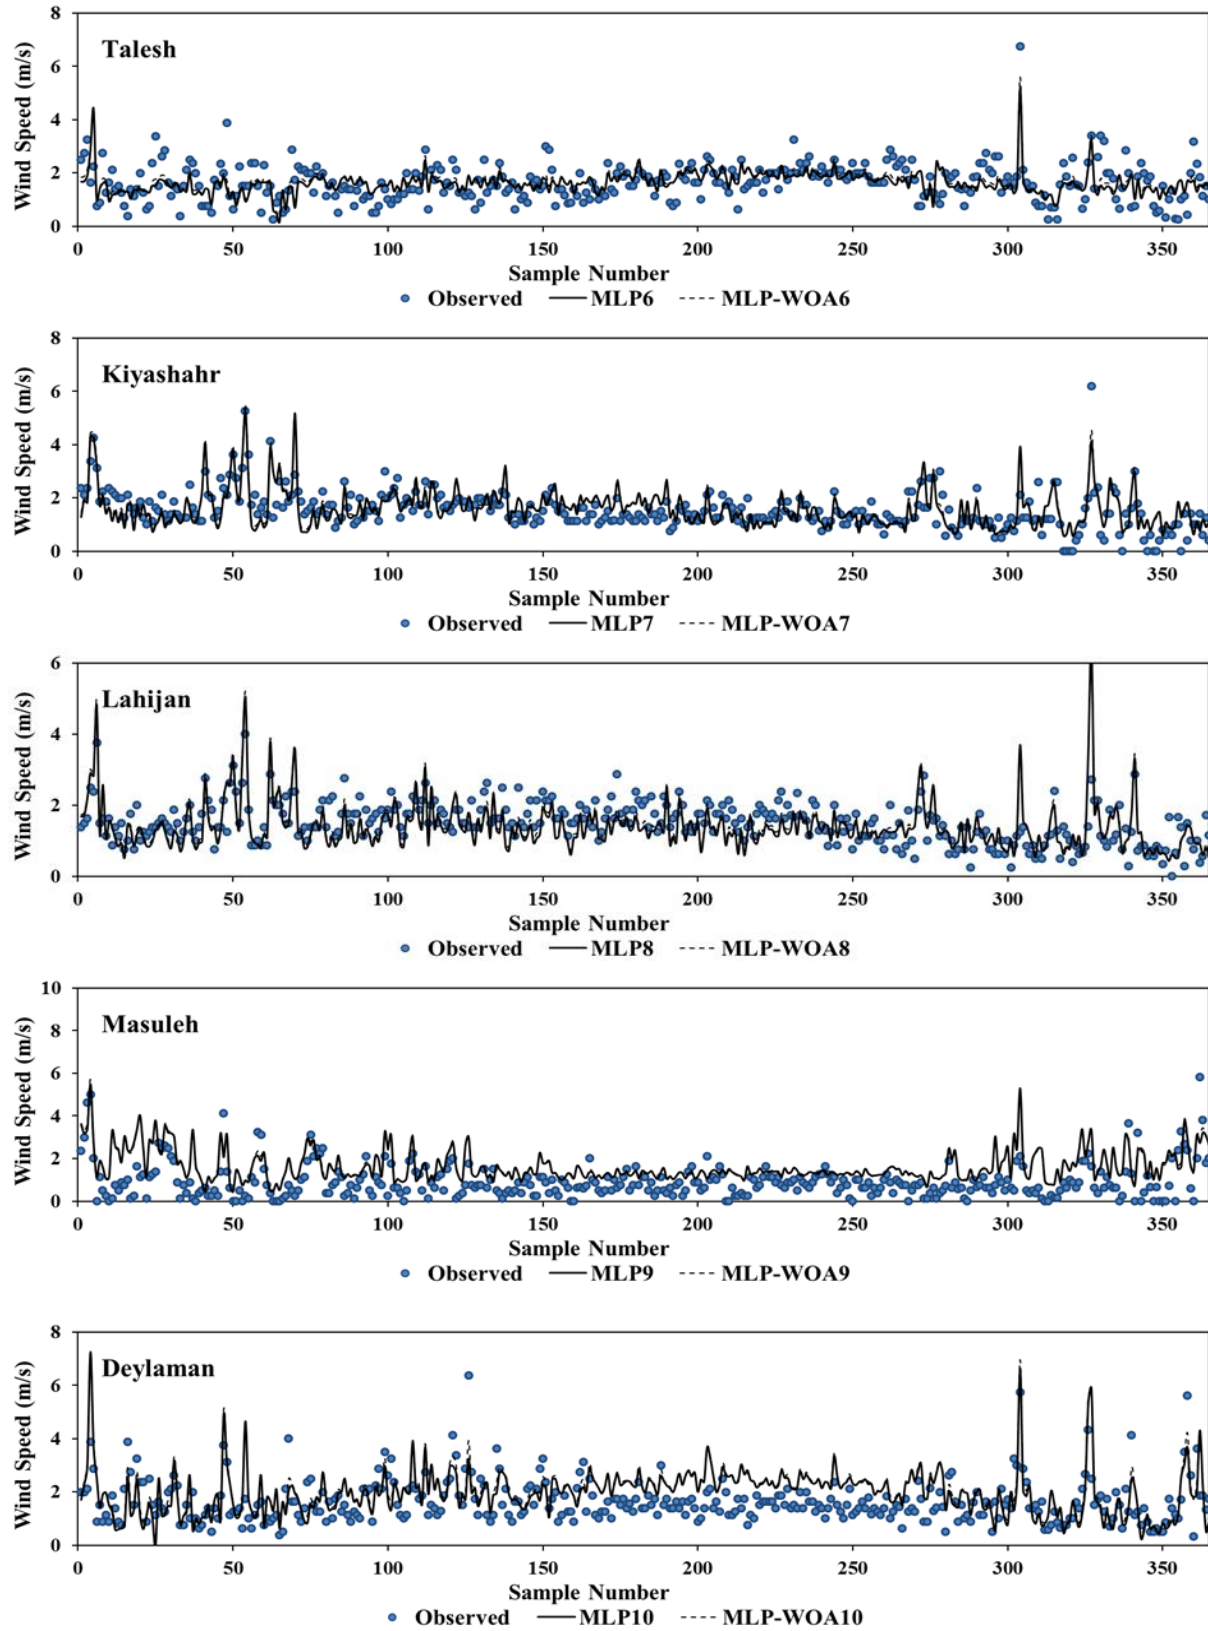 8
Talesh
6
4
2
0
Wind Speed (m/s)
0 50 100 150 200 250 300 350
Sample Number
Observed MLP6 MLP-WOA6
8
Kiyashahr
6
4
2
0
Wind Speed (m/s)
0 50 100 150 200 250 300 350
Sample Number
Observed MLP7 MLP-WOA7
6
Lahijan
4
2
0
Wind Speed (m/s)
0 50 100 150 200 250 300 350
Sample Number
Observed MLP8 MLP-WOA8
10
Masuleh
8
6
4
2
0
Wind Speed (m/s)
0 50 100 150 200 250 300 350
Sample Number
Observed MLP9 MLP-WOA9
8
Deylaman
6
4
2
0
Wind Speed (m/s)
0 50 100 150 200 250 300 350
Sample Number
Observed MLP10 MLP-WOA10